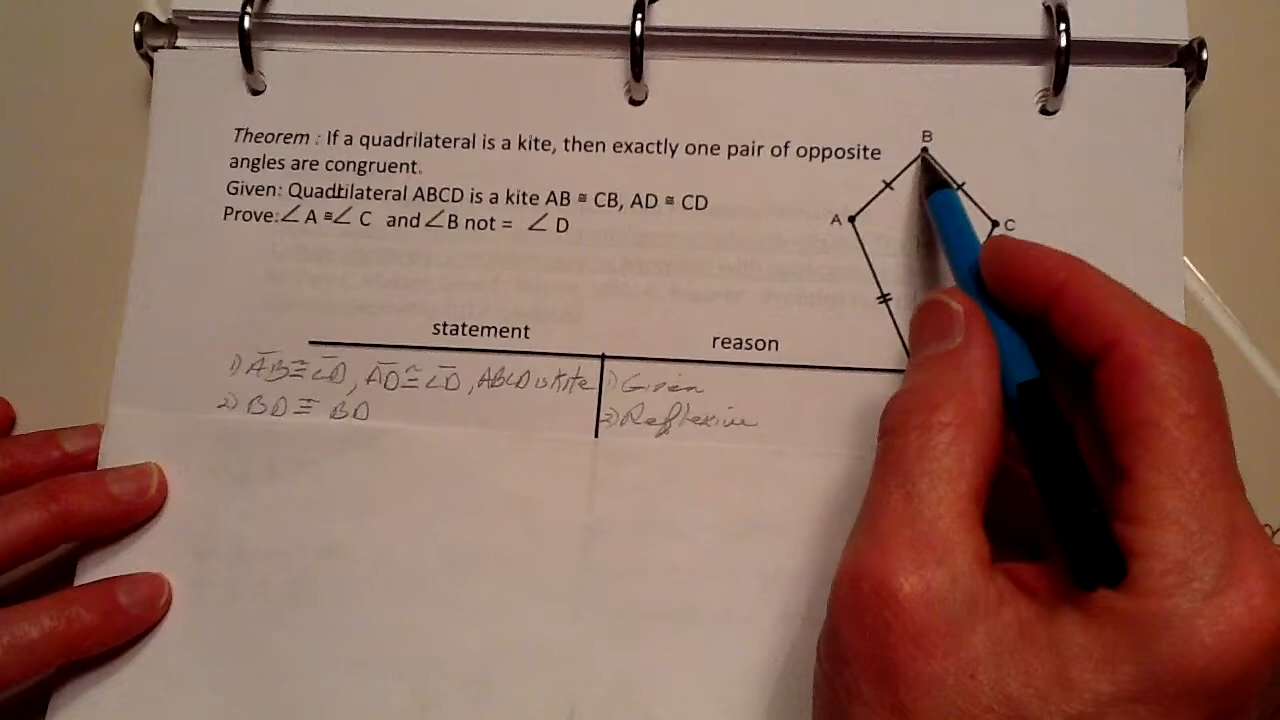 Theorem : If a quadrilateral is a kite, then exactly one pair of opposite
angles are congruent.
Given: Quadrilateral ABCD is a kite AB ≅ CB, AD ≅ CD
Prove:∠ A ≅∠ C and ∠B not = ∠ D
B
A
C
statement
reason
1) AB ≅ CD, AD ≅ CD, ABCD is kite
1) Given
2) BD ≅ BD
2) Reflexive